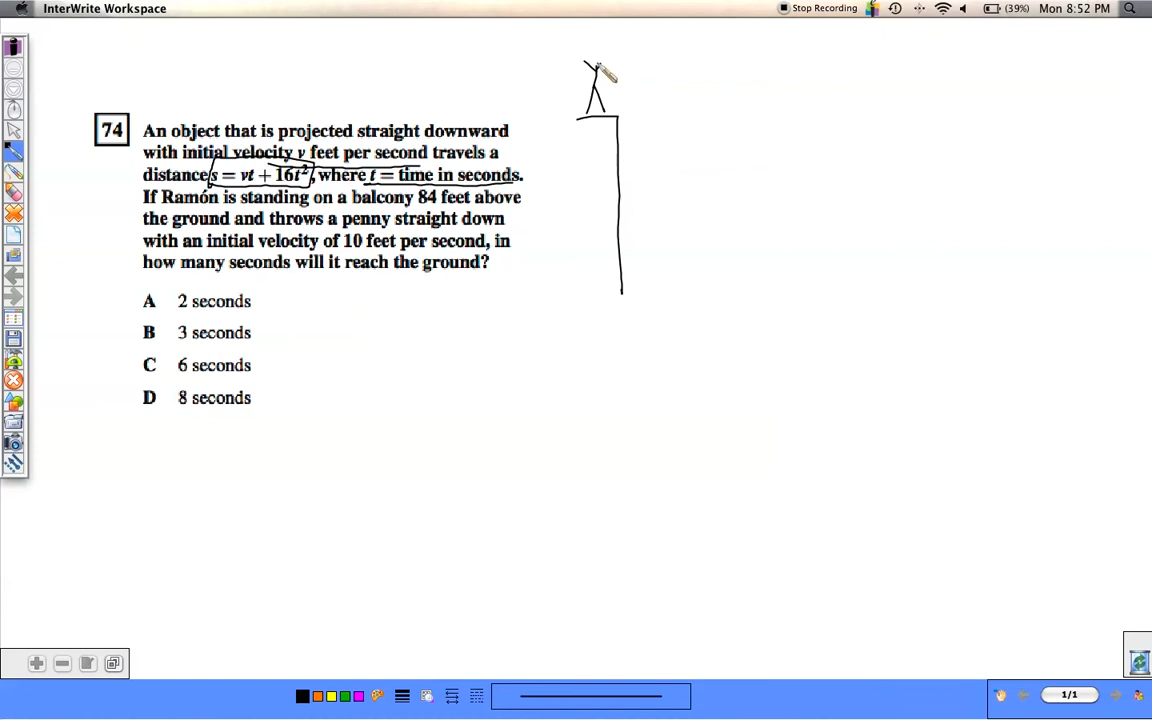 InterWrite Workspace
Stop Recording
(39%)
Mon 8:52 PM
74
An object that is projected straight downward
with initial velocity v feet per second travels a
distance s = vt + 16t², where t = time in seconds.
If Ramón is standing on a balcony 84 feet above
the ground and throws a penny straight down
with an initial velocity of 10 feet per second, in
how many seconds will it reach the ground?
A 2 seconds
B 3 seconds
C 6 seconds
D 8 seconds
1/1